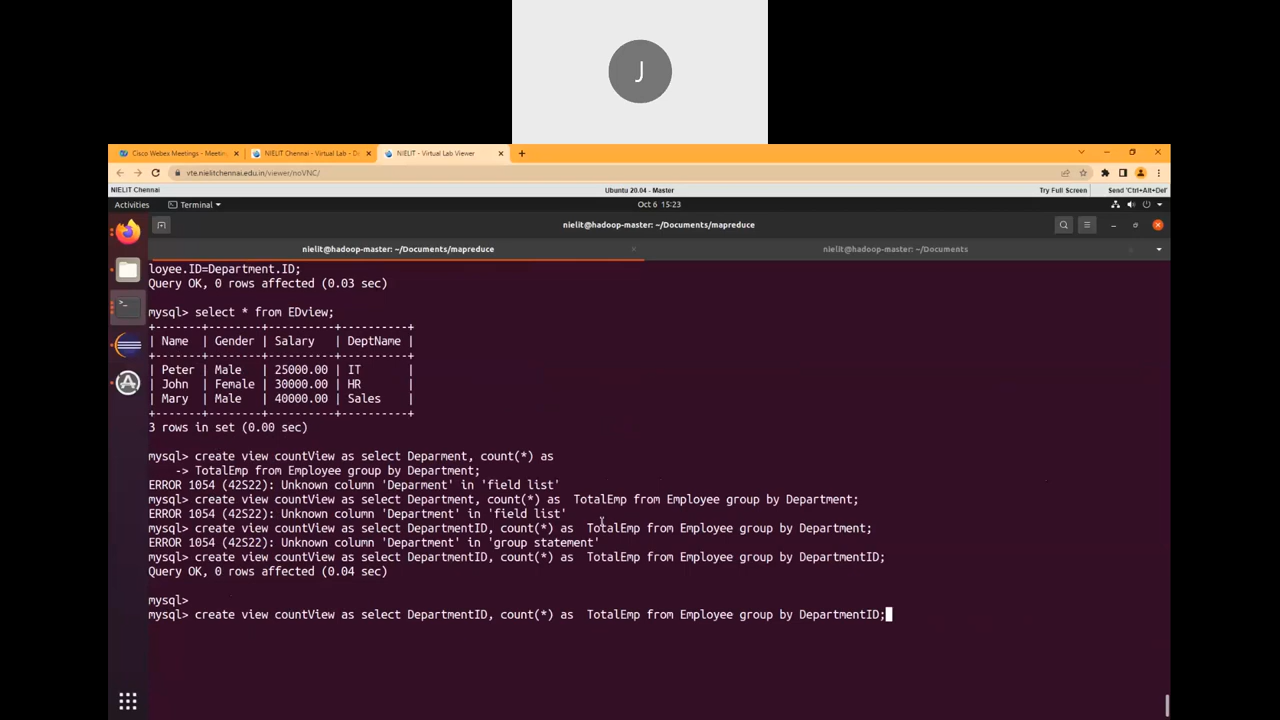 J
Cisco Webex Meetings - Meetin
NIELIT Chennai - Virtual Lab - D
NIELIT - Virtual Lab Viewer
vte.nielitchennai.edu.in/viewer/noVNC/
NIELIT Chennai
Ubuntu 20.04 - Master
Try Full Screen
Send 'Ctrl+Alt+Del'
Activities
Terminal
Oct 6 15:23
nielit@hadoop-master: ~/Documents/mapreduce
nielit@hadoop-master: ~/Documents/mapreduce
nielit@hadoop-master: ~/Documents
loyee.ID=Department.ID;
Query OK, 0 rows affected (0.03 sec)
mysql> select * from EDview;
+-------+--------+----------+----------+
| Name  | Gender | Salary   | DeptName |
+-------+--------+----------+----------+
| Peter | Male   | 25000.00 | IT       |
| John  | Female | 30000.00 | HR       |
| Mary  | Male   | 40000.00 | Sales    |
+-------+--------+----------+----------+
3 rows in set (0.00 sec)
mysql> create view countView as select Deparment, count(*) as
    -> TotalEmp from Employee group by Department;
ERROR 1054 (42S22): Unknown column 'Deparment' in 'field list'
mysql> create view countView as select Department, count(*) as  TotalEmp from Employee group by Department;
ERROR 1054 (42S22): Unknown column 'Department' in 'field list'
mysql> create view countView as select DepartmentID, count(*) as  TotalEmp from Employee group by Department;
ERROR 1054 (42S22): Unknown column 'Department' in 'group statement'
mysql> create view countView as select DepartmentID, count(*) as  TotalEmp from Employee group by DepartmentID;
Query OK, 0 rows affected (0.04 sec)
mysql>
mysql> create view countView as select DepartmentID, count(*) as  TotalEmp from Employee group by DepartmentID;